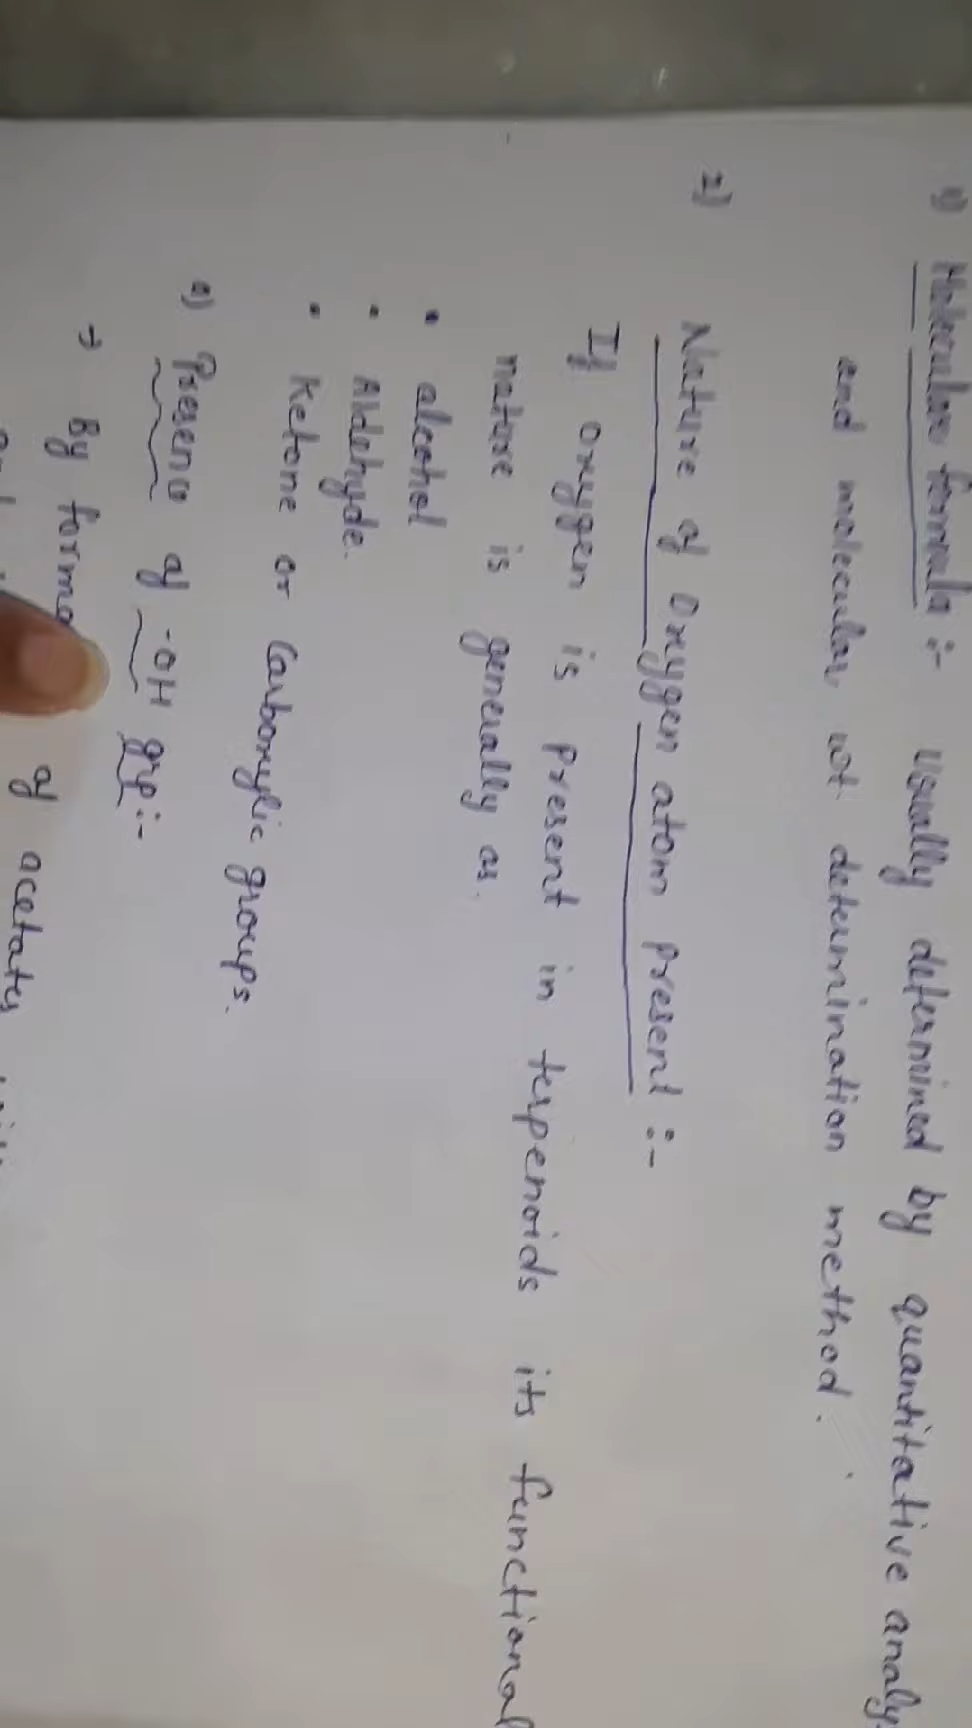 1) Molecular formula :- Usually determined by quantitative analy
and molecular wt determination method.
2) Nature of Oxygen atom present :-
If oxygen is present in terpenoids its functional
nature is generally as.
• alcohol
• Aldehyde.
• Ketone or Carboxylic groups.
a) Presence of -OH grp :-
→ By forma of acetates